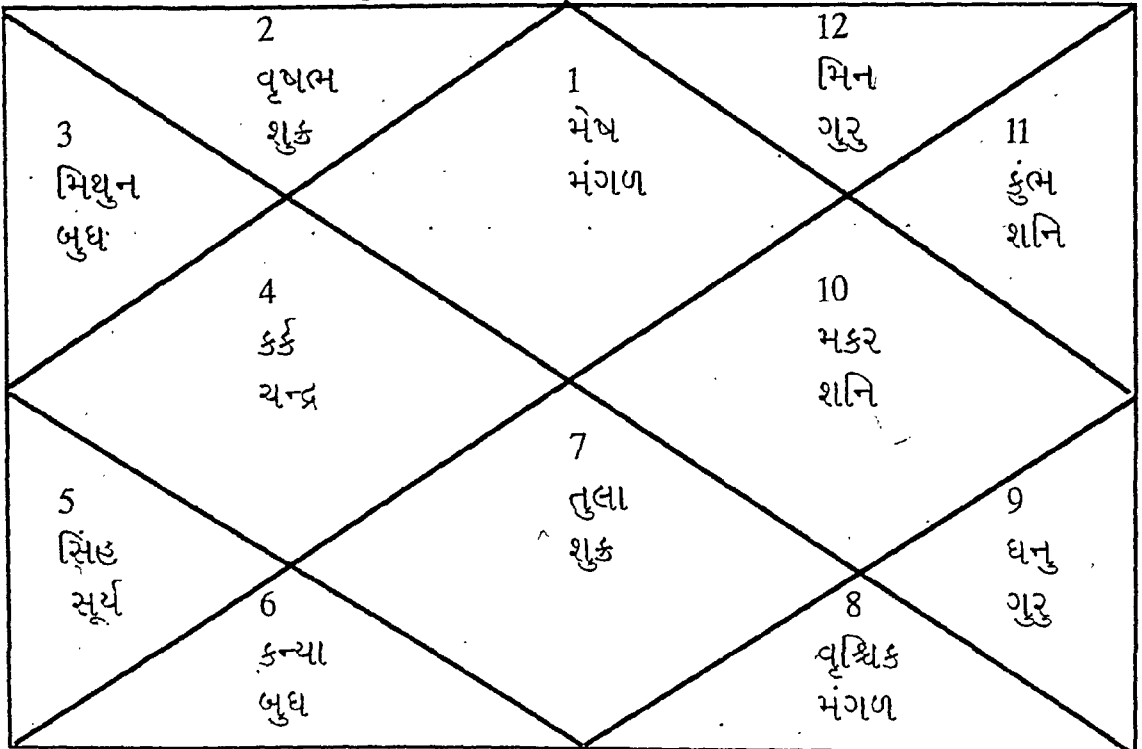 1
મેષ
મંગળ
2
વૃષભ
શુક્ર
3
મિથુન
બુધ
4
કર્ક
ચન્દ્ર
5
સિંહ
સૂર્ય
6
કન્યા
બુધ
7
તુલા
શુક્ર
8
વૃશ્ચિક
મંગળ
9
ધનુ
ગુરુ
10
મકર
શનિ
11
કુંભ
શનિ
12
મિન
ગુરુ